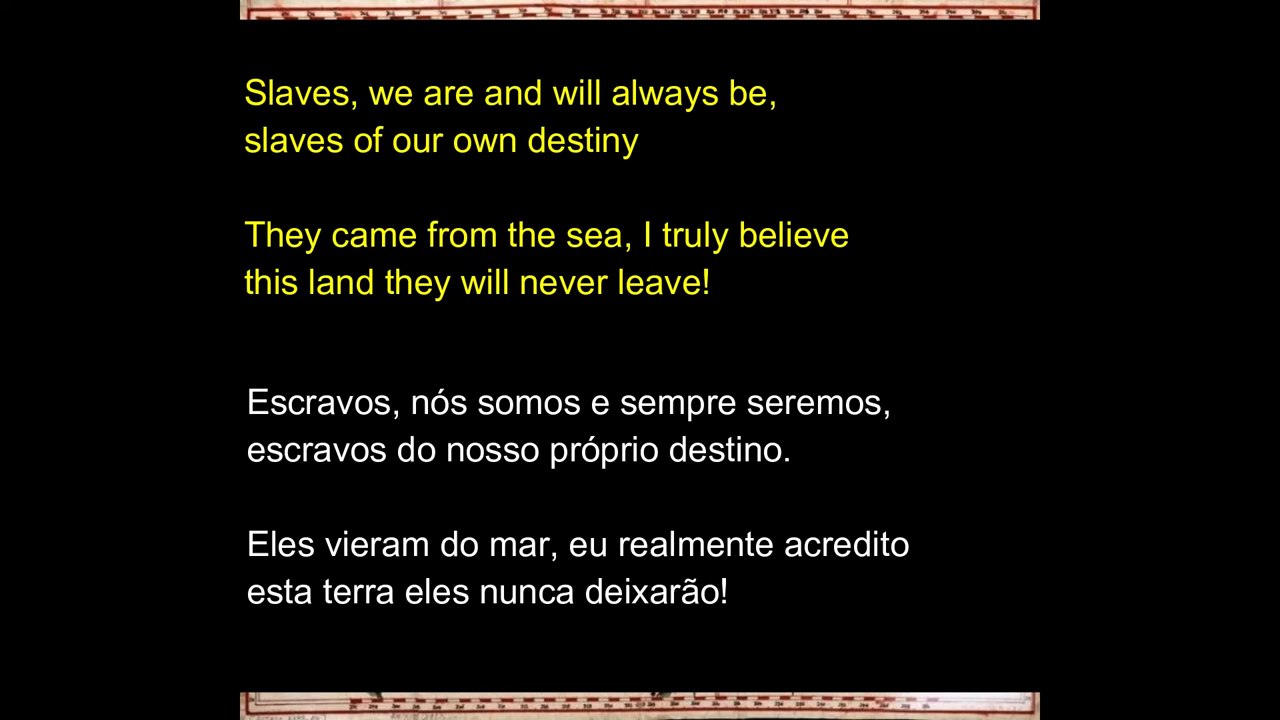 Slaves, we are and will always be,
slaves of our own destiny
They came from the sea, I truly believe
this land they will never leave!
Escravos, nós somos e sempre seremos,
escravos do nosso próprio destino.
Eles vieram do mar, eu realmente acredito
esta terra eles nunca deixarão!